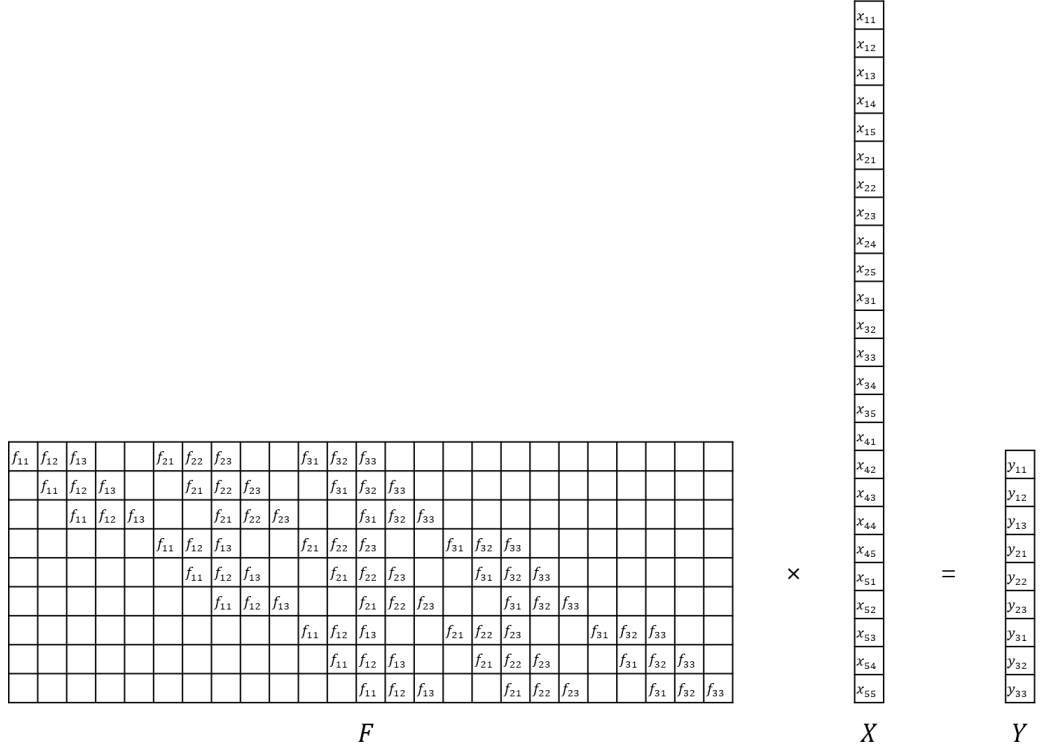 x₁₁
x₁₂
x₁₃
x₁₄
x₁₅
x₂₁
x₂₂
x₂₃
x₂₄
x₂₅
x₃₁
x₃₂
x₃₃
x₃₄
x₃₅
x₄₁
x₄₂
x₄₃
x₄₄
x₄₅
x₅₁
x₅₂
x₅₃
x₅₄
x₅₅
f₁₁ f₁₂ f₁₃ f₂₁ f₂₂ f₂₃ f₃₁ f₃₂ f₃₃
f₁₁ f₁₂ f₁₃ f₂₁ f₂₂ f₂₃ f₃₁ f₃₂ f₃₃
f₁₁ f₁₂ f₁₃ f₂₁ f₂₂ f₂₃ f₃₁ f₃₂ f₃₃
f₁₁ f₁₂ f₁₃ f₂₁ f₂₂ f₂₃ f₃₁ f₃₂ f₃₃
f₁₁ f₁₂ f₁₃ f₂₁ f₂₂ f₂₃ f₃₁ f₃₂ f₃₃
f₁₁ f₁₂ f₁₃ f₂₁ f₂₂ f₂₃ f₃₁ f₃₂ f₃₃
f₁₁ f₁₂ f₁₃ f₂₁ f₂₂ f₂₃ f₃₁ f₃₂ f₃₃
f₁₁ f₁₂ f₁₃ f₂₁ f₂₂ f₂₃ f₃₁ f₃₂ f₃₃
f₁₁ f₁₂ f₁₃ f₂₁ f₂₂ f₂₃ f₃₁ f₃₂ f₃₃
× =
y₁₁
y₁₂
y₁₃
y₂₁
y₂₂
y₂₃
y₃₁
y₃₂
y₃₃
F X Y